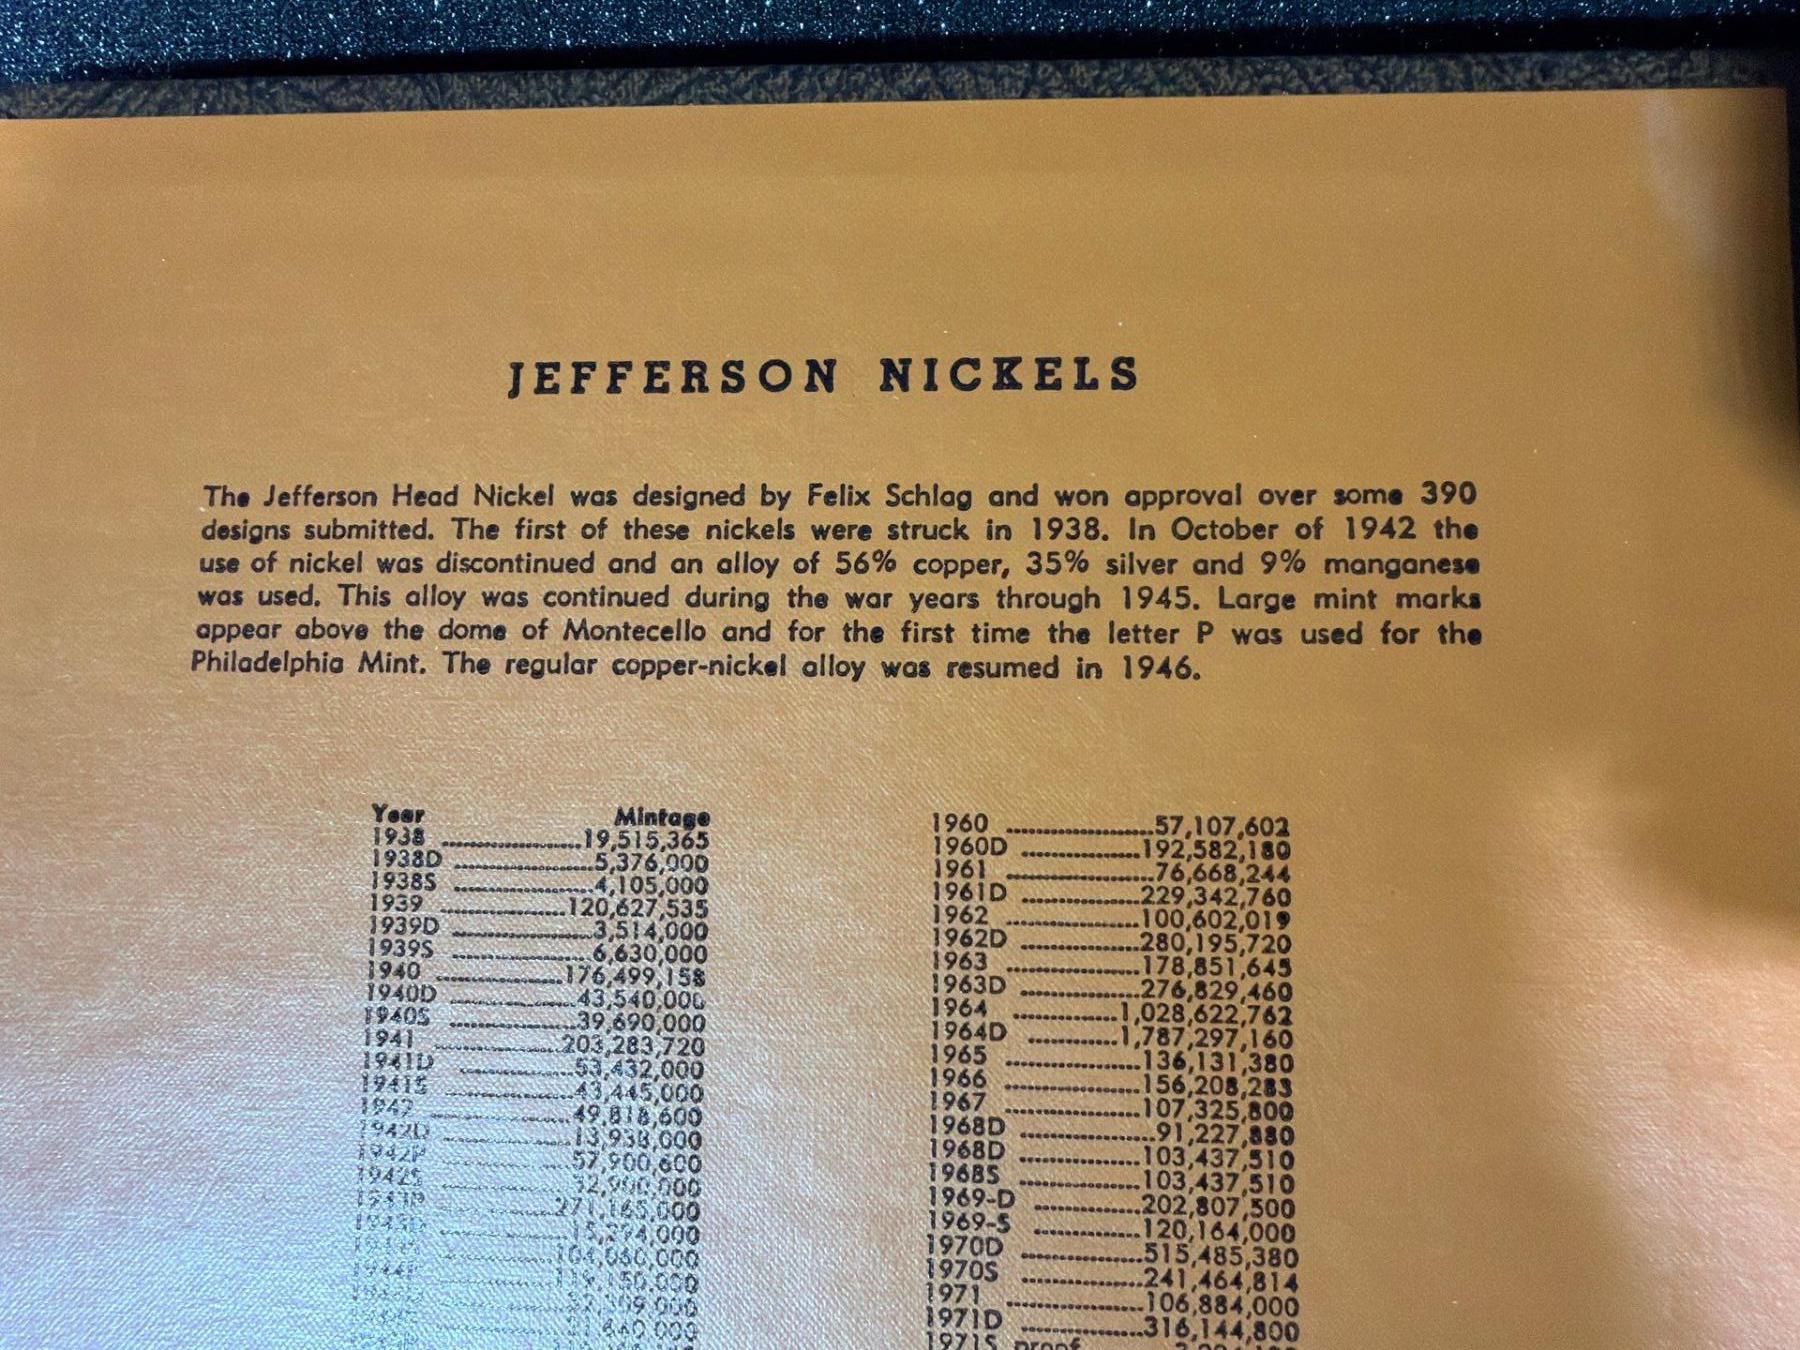 JEFFERSON NICKELS
The Jefferson Head Nickel was designed by Felix Schlag and won approval over some 390
designs submitted. The first of these nickels were struck in 1938. In October of 1942 the
use of nickel was discontinued and an alloy of 56% copper, 35% silver and 9% manganese
was used. This alloy was continued during the war years through 1945. Large mint marks
appear above the dome of Montecello and for the first time the letter P was used for the
Philadelphia Mint. The regular copper-nickel alloy was resumed in 1946.
Year Mintage
1938 19,515,365
1938D 5,376,000
1938S 4,105,000
1939 120,627,535
1939D 3,514,000
1939S 6,630,000
1940 176,499,158
1940D 43,540,000
1940S 39,690,000
1941 203,283,720
1941D 53,432,000
1941S 43,445,000
1942 49,818,600
1942D 13,938,000
1942P 57,900,600
1942S 32,900,000
1943P 271,165,000
1943D 15,294,000
104,060,000
119,150,000
1960 57,107,602
1960D 192,582,180
1961 76,668,244
1961D 229,342,760
1962 100,602,019
1962D 280,195,720
1963 178,851,645
1963D 276,829,460
1964 1,028,622,762
1964D 1,787,297,160
1965 136,131,380
1966 156,208,283
1967 107,325,800
1968D 91,227,880
1968D 103,437,510
1968S 103,437,510
1969-D 202,807,500
1969-S 120,164,000
1970D 515,485,380
1970S 241,464,814
1971 106,884,000
1971D 316,144,800
1971S proof